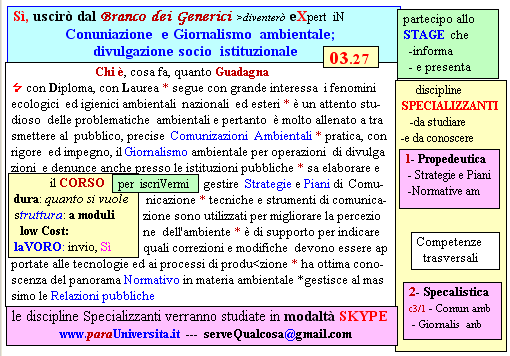 Sì, uscirò dal Branco dei Generici >diventerò eXpert iN
Conuniazione e Giornalismo ambientale;
divulgazione socio istituzionale
03.27
Chi è, cosa fa, quanto Guadagna
con Diploma, con Laurea * segue con grande interessa i fenomini
ecologici ed igienici ambientali nazionali ed esteri * è un attento stu-
dioso delle problematiche ambientali e pertanto è molto allenato a tra
smettere al pubblico, precise Comunizazioni Ambientali * pratica, con
rigore ed impegno, il Giornalismo ambientale per operazioni di divulga
zioni e denunce anche presso le istituzioni pubbliche * sa elaborare e
gestire Strategie e Piani di Comu-
nicazione * tecniche e strumenti di comunica-
zione sono utilizzati per migliorare la percezio
ne dell'ambiente * è di supporto per indicare
quali correzioni e modifiche devono essere ap
portate alle tecnologie ed ai processi di produ<zione * ha ottima cono-
scenza del panorama Normativo in materia ambientale *gestisce al mas
simo le Relazioni pubbliche
il CORSO per iscriVermi
dura: quanto si vuole
struttura: a moduli
low Cost:
laVORO: invio, Sì
le discipline Specializzanti verranno studiate in modaltà SKYPE
www.paraUniversita.it --- serveQualcosa@gmail.com
partecipo allo
STAGE che
-informa
- e presenta
discipline
SPECIALIZZANTI
-da studiare
-e da conoscere
1- Propedeutica
- Strategie e Piani
-Normative am
Competenze
trasversali
2- Specalistica
c3/1 - Comun amb
- Giornalis amb